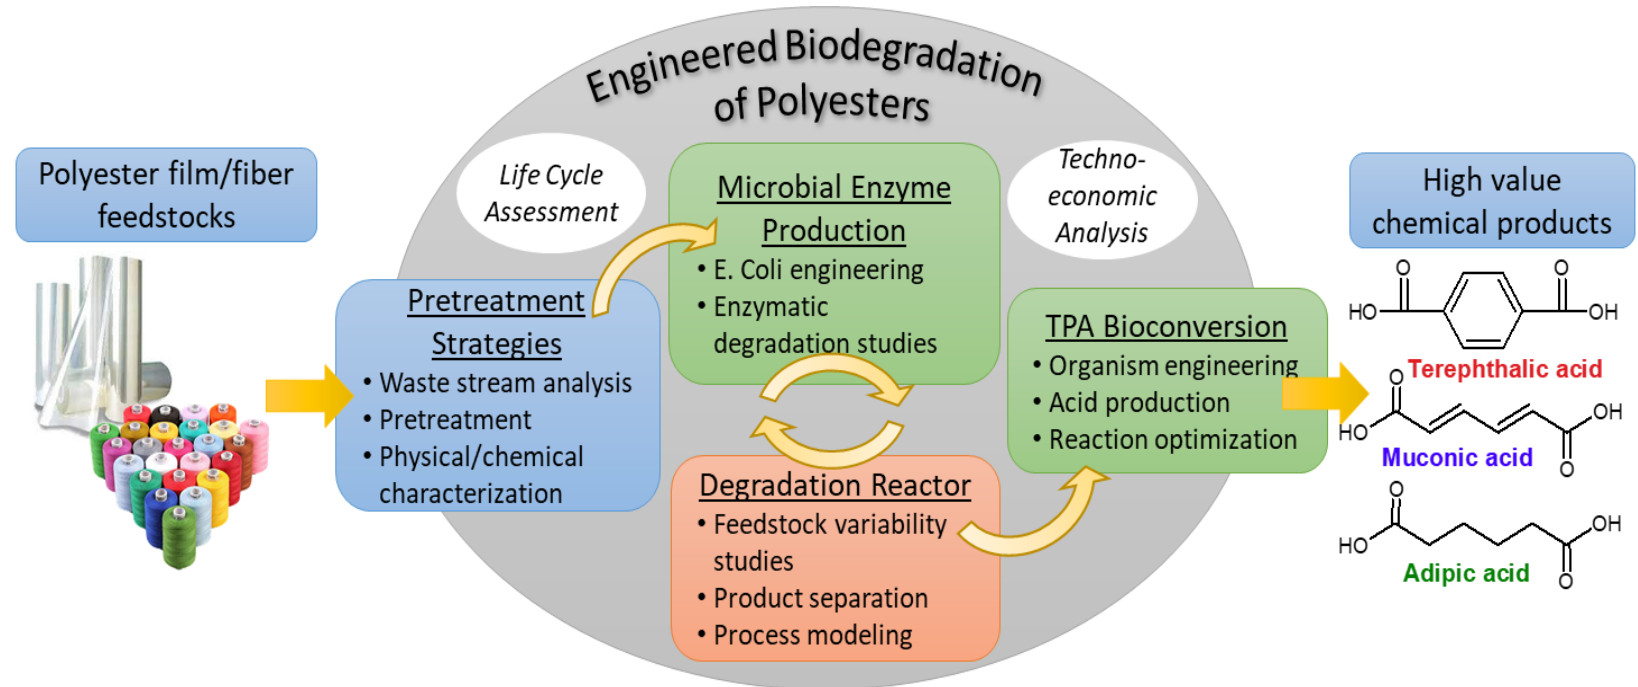 Engineered Biodegradation
of Polyesters
Polyester film/fiber
feedstocks
Life Cycle
Assessment
Pretreatment
Strategies
• Waste stream analysis
• Pretreatment
• Physical/chemical
characterization
Microbial Enzyme
Production
• E. Coli engineering
• Enzymatic
degradation studies
Degradation Reactor
• Feedstock variability
studies
• Product separation
• Process modeling
Techno-
economic
Analysis
TPA Bioconversion
• Organism engineering
• Acid production
• Reaction optimization
High value
chemical products
O
O
HO
OH
Terephthalic acid
O
OH
HO
O
Muconic acid
O
OH
HO
O
Adipic acid